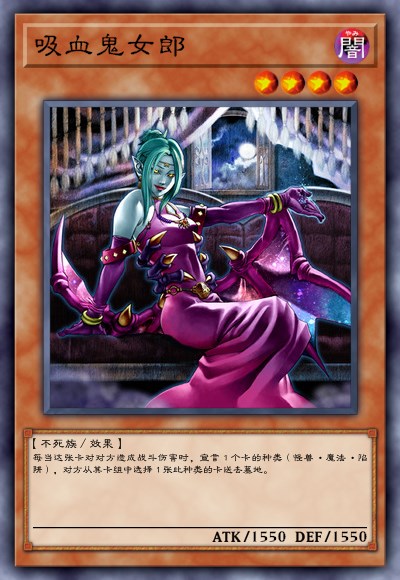 吸血鬼女郎
やみ
闇
【不死族／效果】
每当这张卡对对方造成战斗伤害时，宣言1个卡的种类（怪兽·魔法·陷
阱），对方从其卡组中选择1张此种类的卡送去墓地。
ATK/1550 DEF/1550